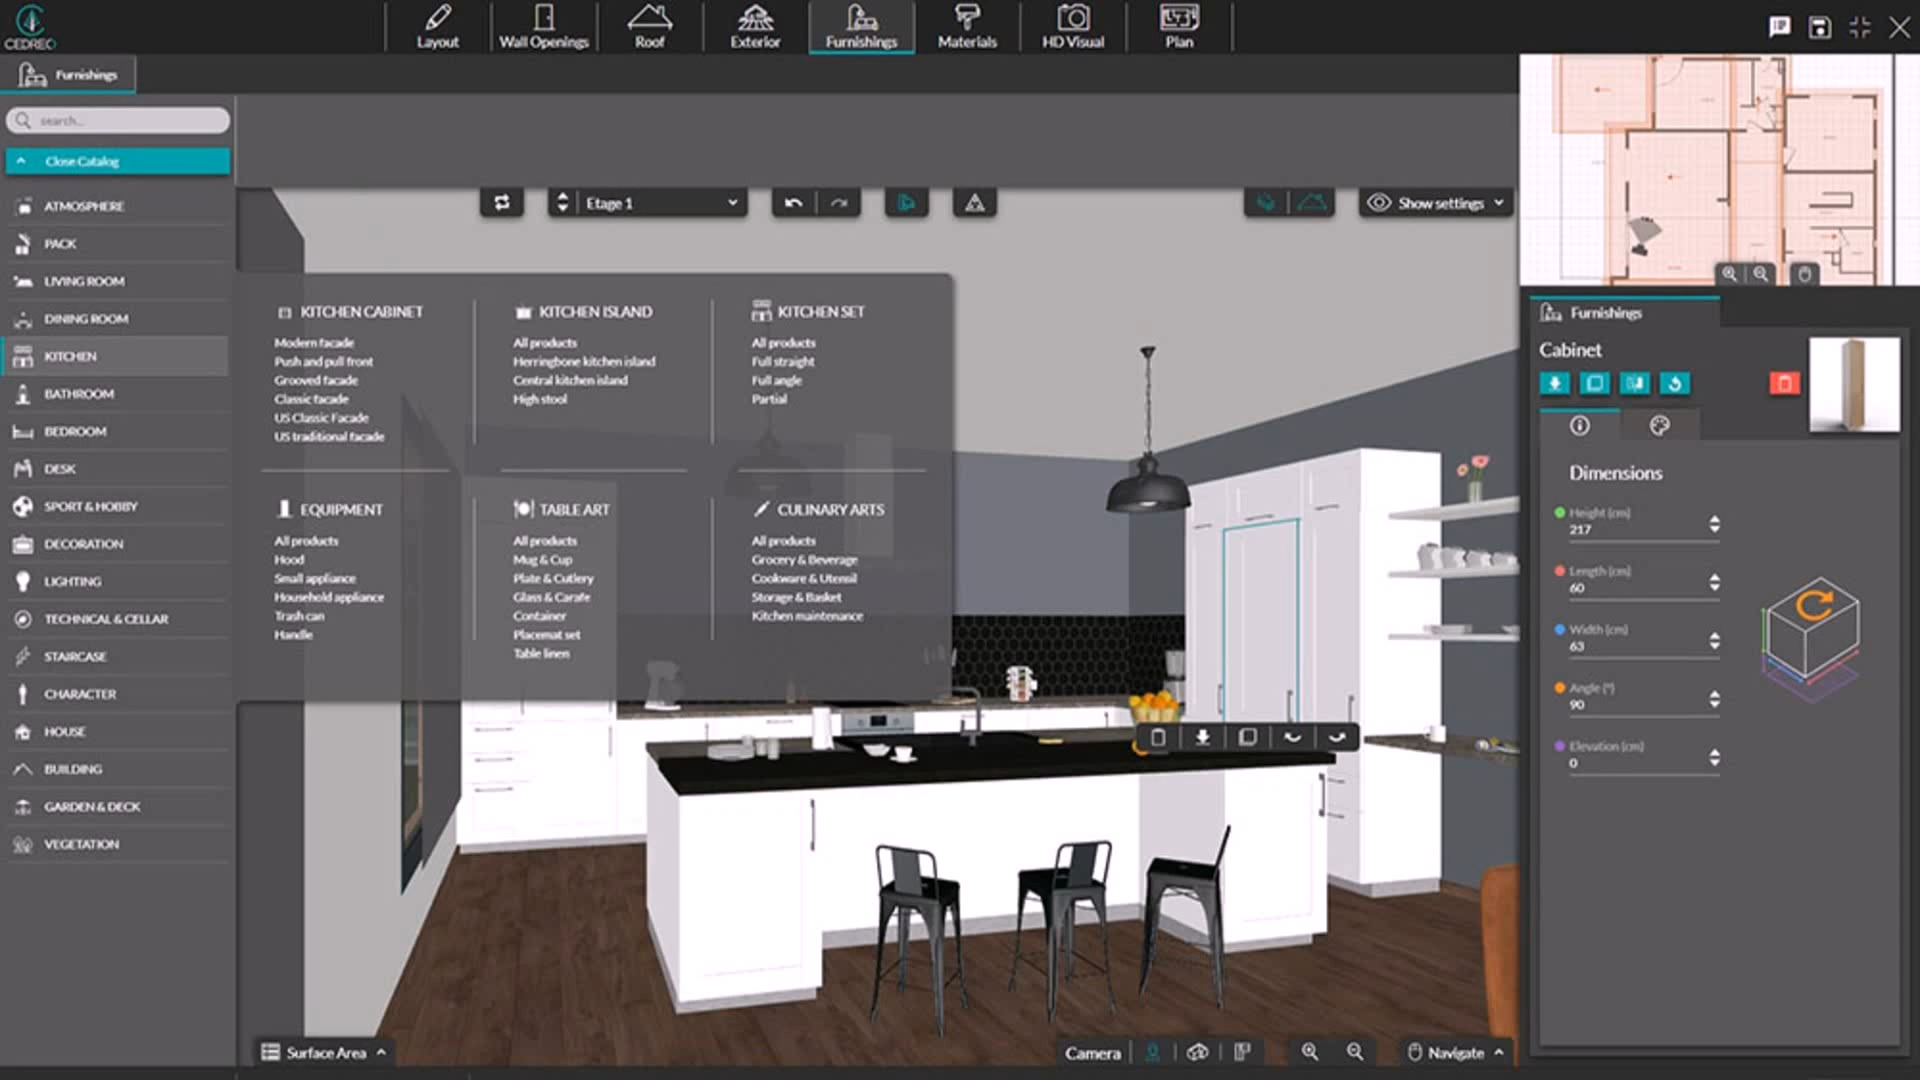 CEDREO
Layout
Wall Openings
Roof
Exterior
Furnishings
Materials
HD Visual
Plan
Furnishings
search...
Close Catalog
ATMOSPHERE
PACK
LIVING ROOM
DINING ROOM
KITCHEN
BATHROOM
BEDROOM
DESK
SPORT & HOBBY
DECORATION
LIGHTING
TECHNICAL & CELLAR
STAIRCASE
CHARACTER
HOUSE
BUILDING
GARDEN & DECK
VEGETATION
Etage 1
Show settings
KITCHEN CABINET
Modern facade
Push and pull front
Grooved facade
Classic facade
US Classic Facade
US traditional facade
KITCHEN ISLAND
All products
Herringbone kitchen island
Central kitchen island
High stool
KITCHEN SET
All products
Full straight
Full angle
Partial
EQUIPMENT
All products
Hood
Small appliance
Household appliance
Trash can
Handle
TABLE ART
All products
Mug & Cup
Plate & Cutlery
Glass & Carafe
Container
Placemat set
Table linen
CULINARY ARTS
All products
Grocery & Beverage
Cookware & Utensil
Storage & Basket
Kitchen maintenance
Furnishings
Cabinet
Dimensions
Height (cm)
217
Length (cm)
60
Width (cm)
63
Angle (°)
90
Elevation (cm)
0
Surface Area
Camera
Navigate